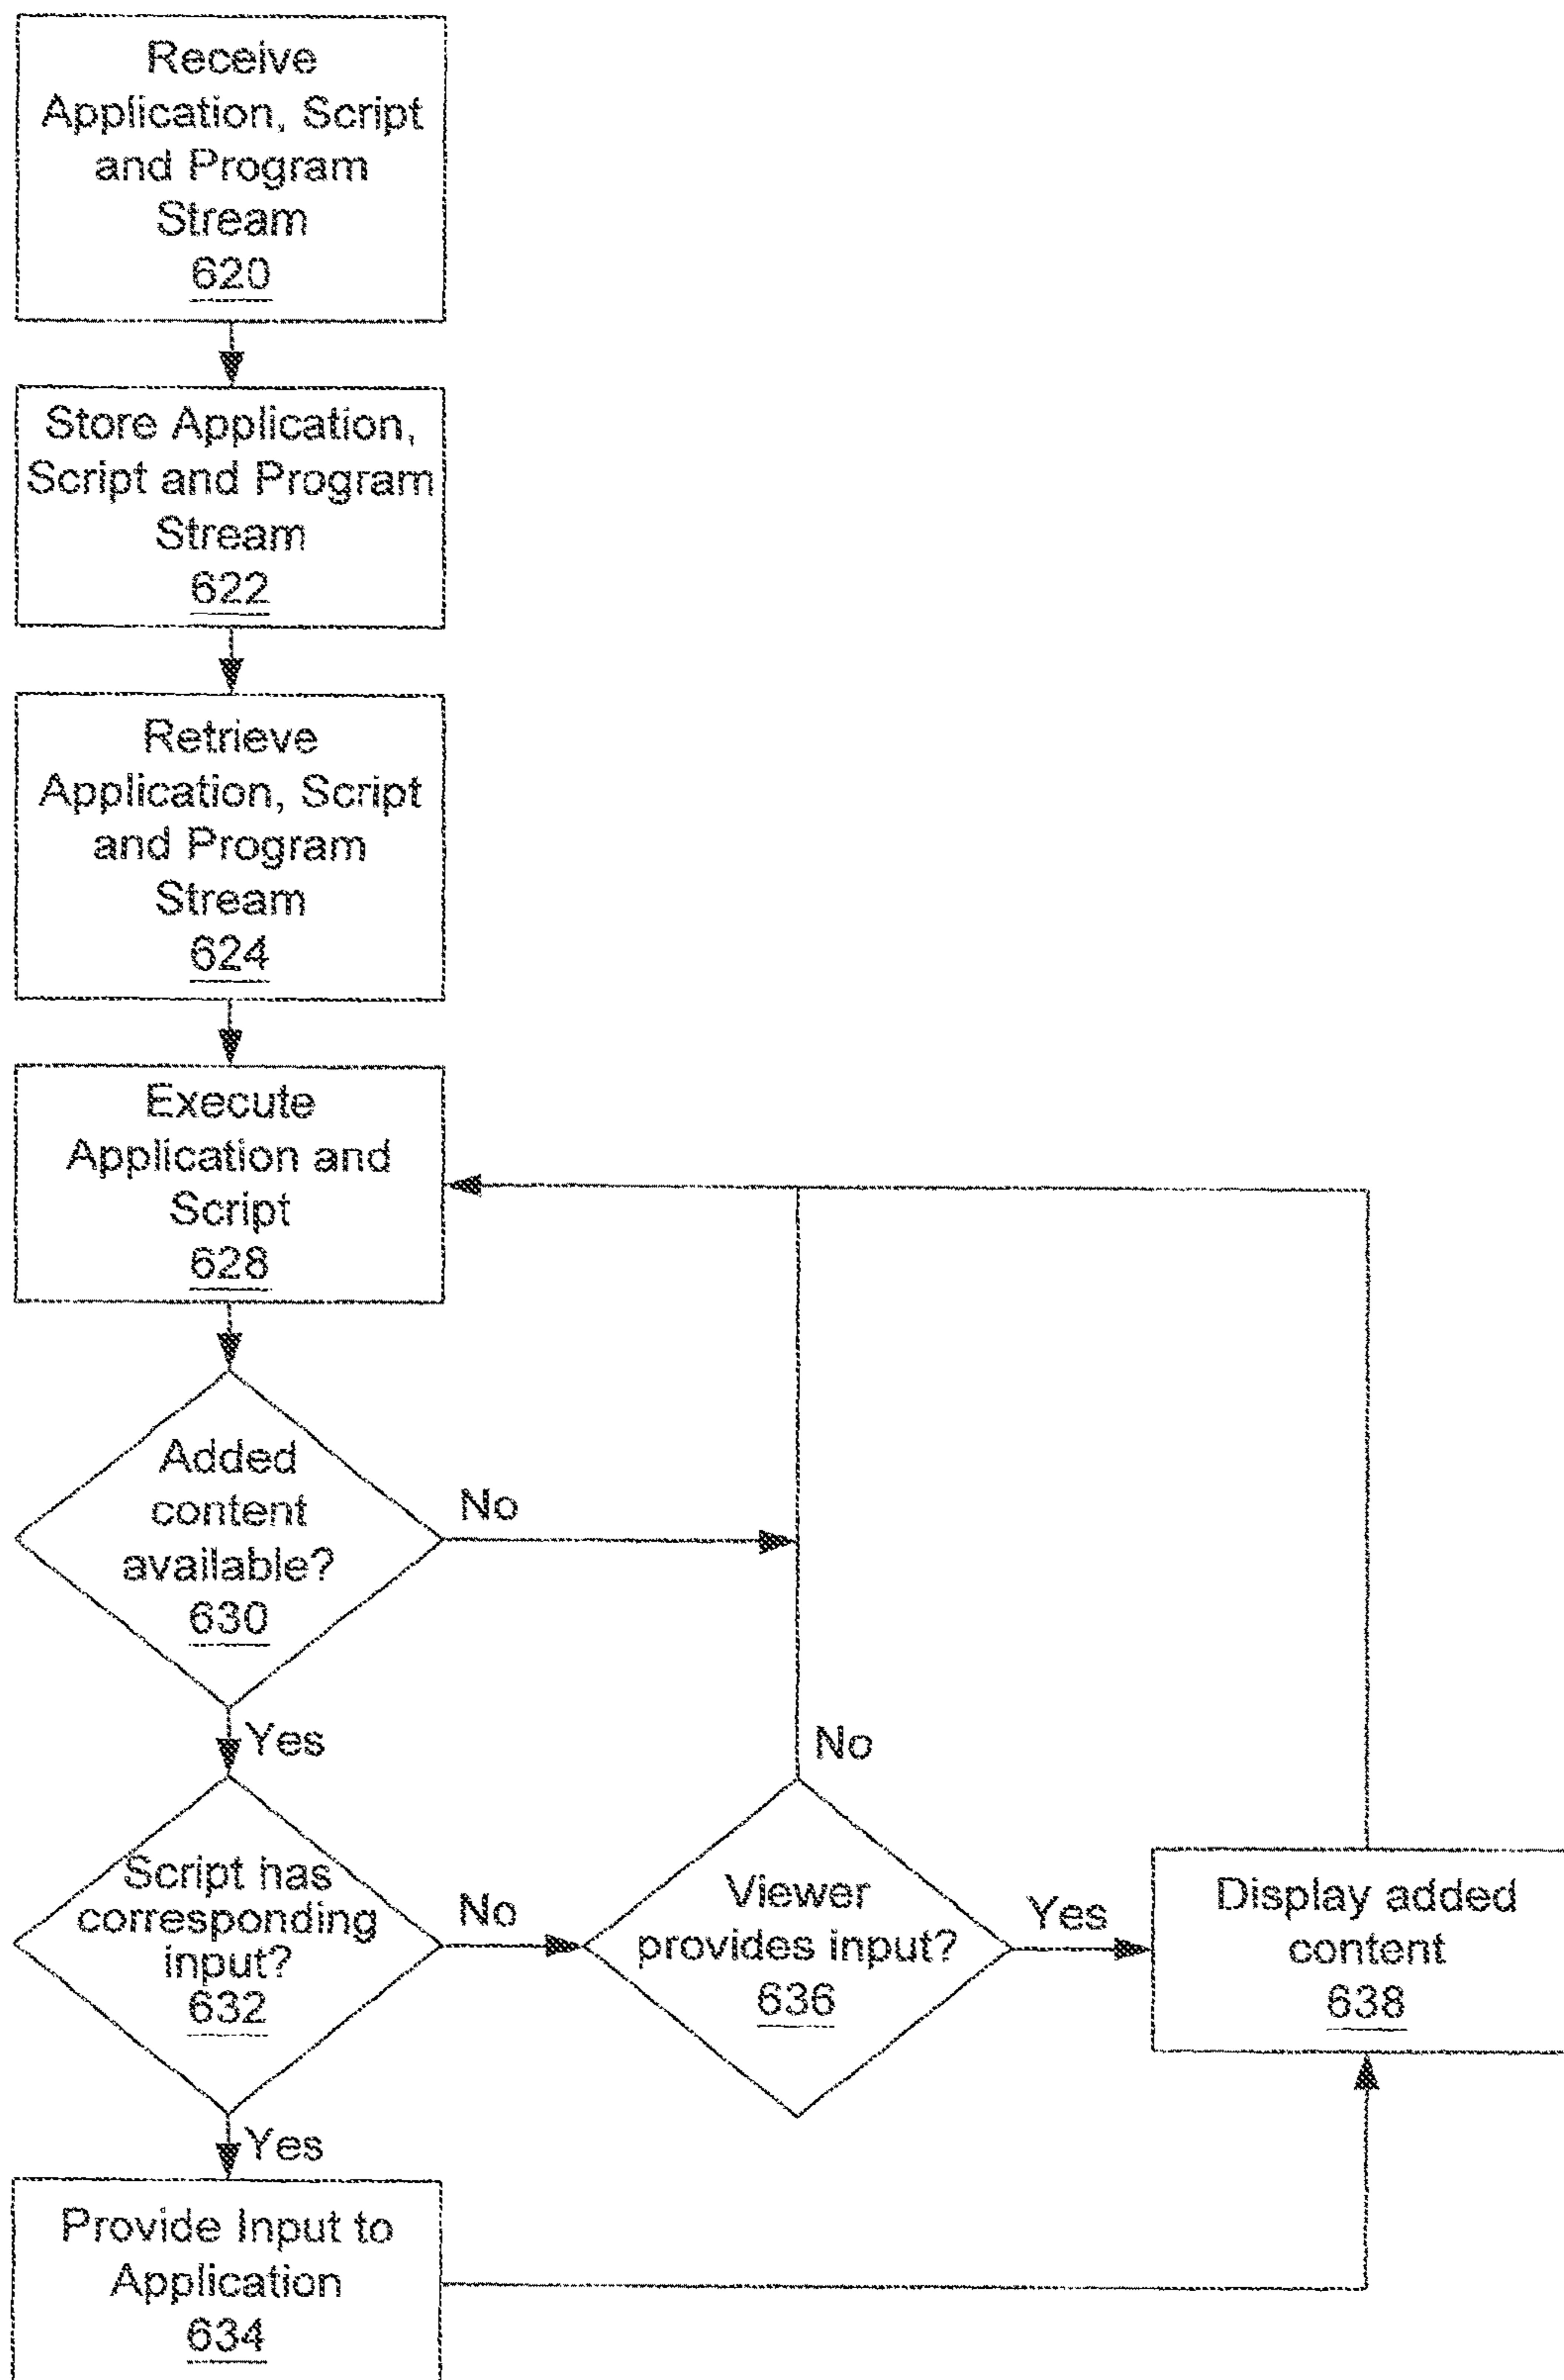 Receive
Application, Script
and Program
Stream
620
Store Application,
Script and Program
Stream
622
Retrieve
Application, Script
and Program
Stream
624
Execute
Application and
Script
628
Added
content
available?
630
No
Yes
Script has
corresponding
input?
632
No
Yes
Viewer
provides input?
636
No
Yes
Display added
content
638
Provide Input to
Application
634